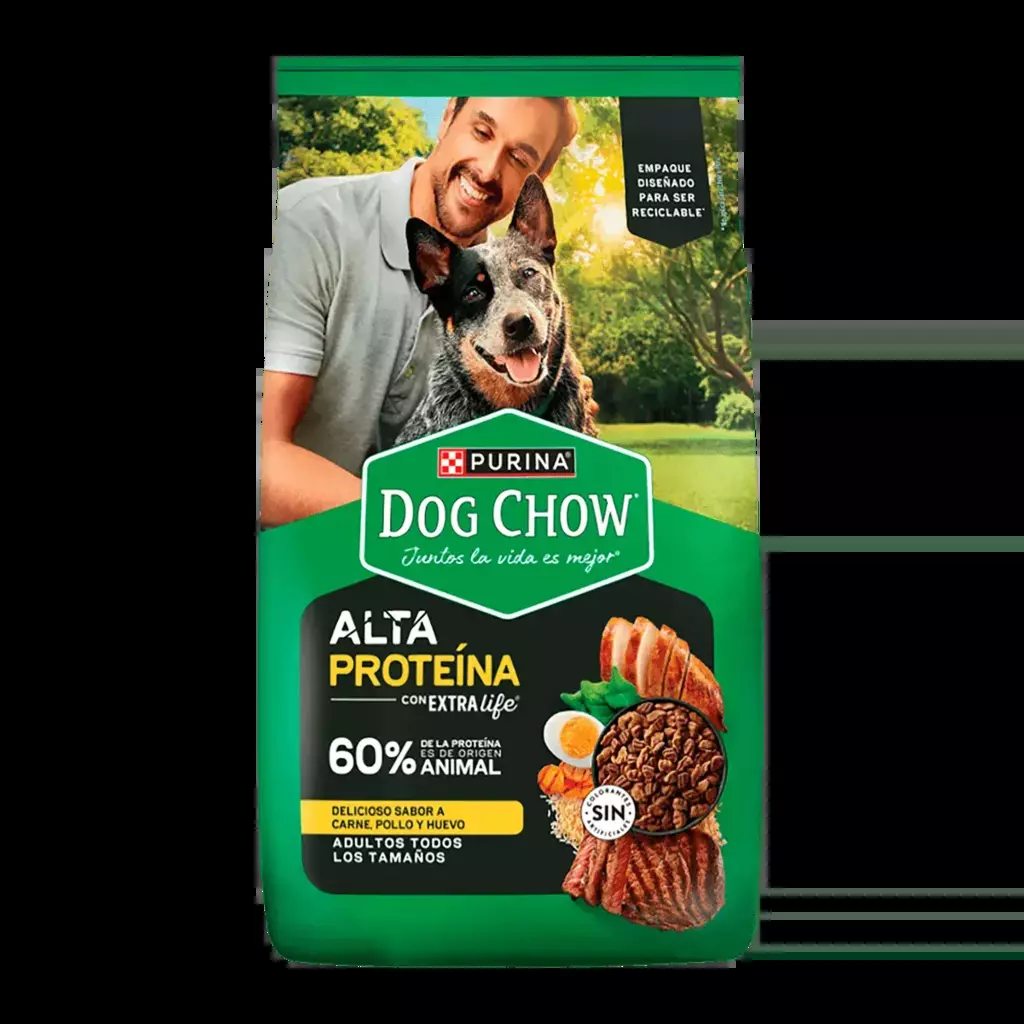 EMPAQUE
DISEÑADO
PARA SER
RECICLABLE*
PURINA®
DOG CHOW®
Juntos la vida es mejor®
ALTA
PROTEÍNA
CON EXTRA life®
60% DE LA PROTEÍNA
ES DE ORIGEN
ANIMAL
COLORANTES
SIN
ARTIFICIALES
DELICIOSO SABOR A
CARNE, POLLO Y HUEVO
ADULTOS TODOS
LOS TAMAÑOS